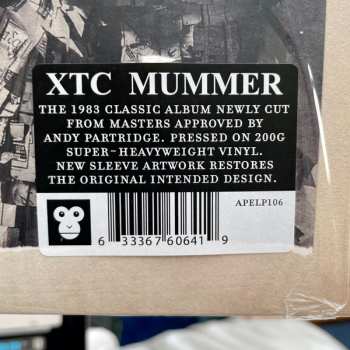 XTC MUMMER
THE 1983 CLASSIC ALBUM NEWLY CUT
FROM MASTERS APPROVED BY
ANDY PARTRIDGE. PRESSED ON 200G
SUPER-HEAVYWEIGHT VINYL.
NEW SLEEVE ARTWORK RESTORES
THE ORIGINAL INTENDED DESIGN.
APELP106
6 33367 60641 9